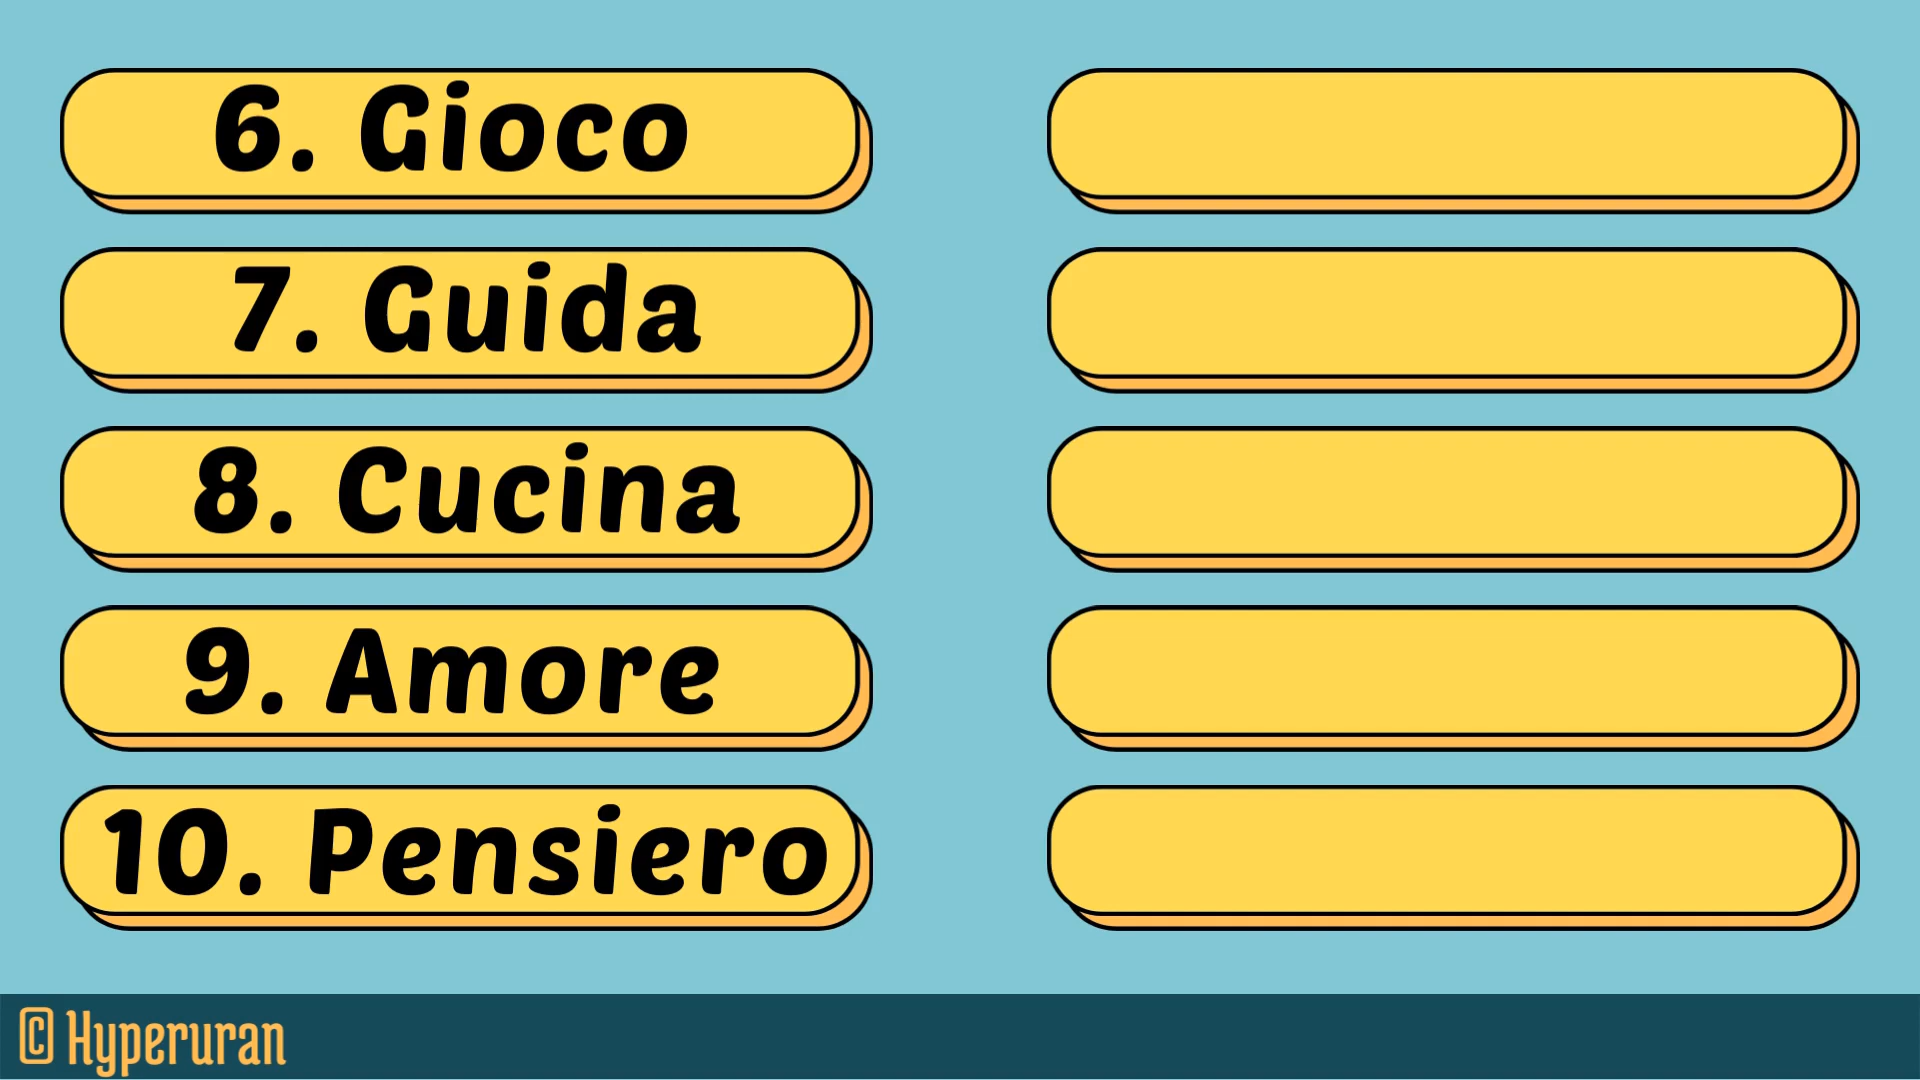 6. Gioco
7. Guida
8. Cucina
9. Amore
10. Pensiero
© Hyperuran